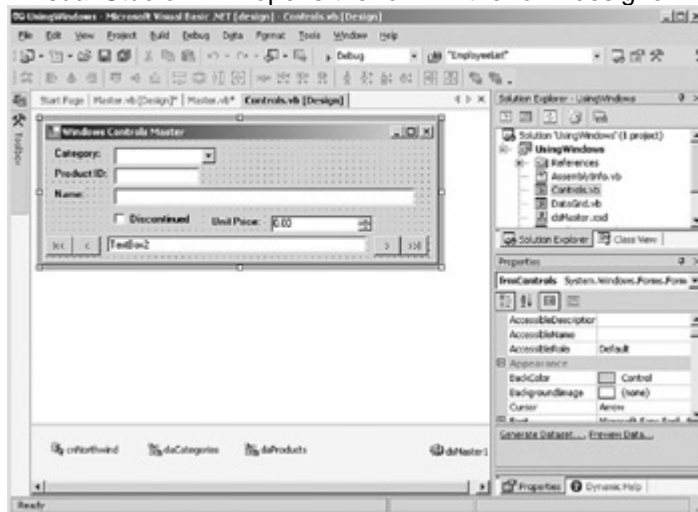 UsingWindows - Microsoft Visual Basic .NET [design] - Controls.vb [Design]
File Edit View Project Build Debug Data Format Tools Window Help
Debug "EmployeeList"
Start Page Master.vb [Design]* Master.vb* Controls.vb [Design]
Toolbox
Windows Controls Master
Category:
Product ID:
Name:
Discontinued Unit Price: 0.00
|<< < TextBox2 > >>|
cnNorthwind daCategories daProducts dsMaster1
Solution Explorer - UsingWindows
Solution 'UsingWindows' (1 project)
UsingWindows
References
AssemblyInfo.vb
Controls.vb
DataGrid.vb
dsMaster.xsd
Solution Explorer Class View
Properties
frmControls System.Windows.Forms.Form
AccessibleDescription
AccessibleName
AccessibleRole Default
Appearance
BackColor Control
BackgroundImage (none)
Cursor Arrow
Generate Dataset..., Preview Data...
Properties Dynamic Help
Ready